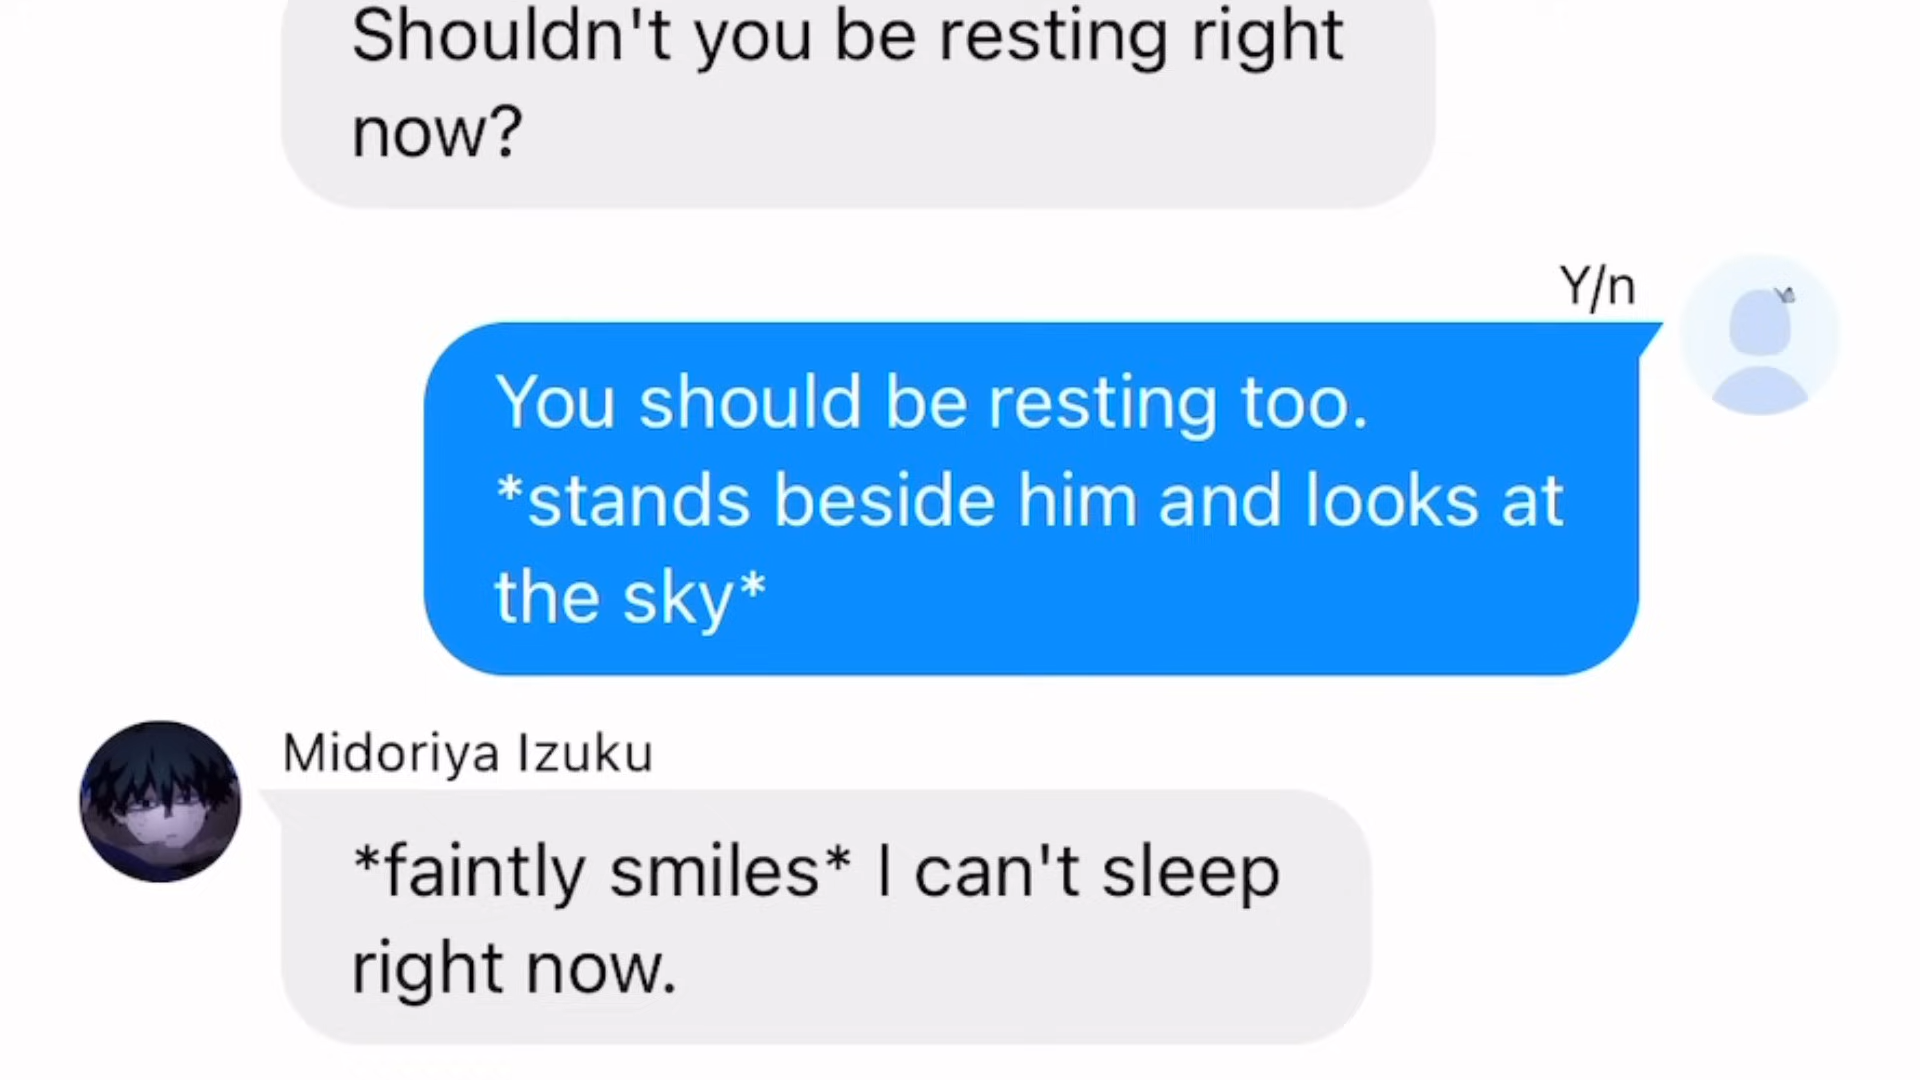 Shouldn't you be resting right
now?
Y/n
You should be resting too.
*stands beside him and looks at
the sky*
Midoriya Izuku
*faintly smiles* I can't sleep
right now.